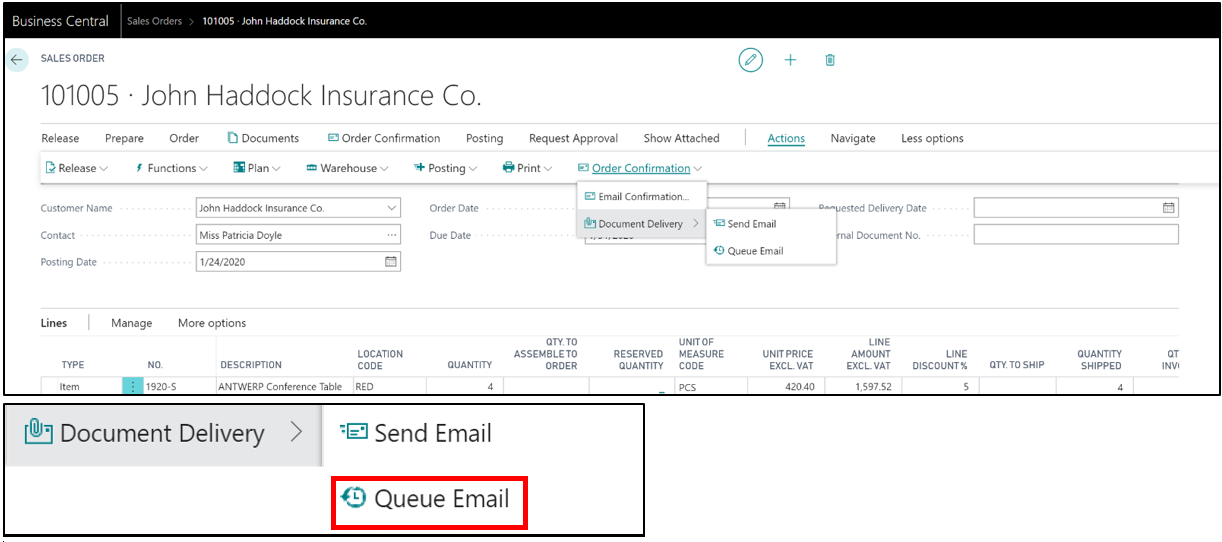 Business Central Sales Orders > 101005 · John Haddock Insurance Co.
SALES ORDER
101005 · John Haddock Insurance Co.
Release Prepare Order Documents Order Confirmation Posting Request Approval Show Attached Actions Navigate Less options
Release Functions Plan Warehouse Posting Print Order Confirmation
Email Confirmation...
Customer Name John Haddock Insurance Co. Order Date Requested Delivery Date
Document Delivery > Send Email
Contact Miss Patricia Doyle ... Due Date 1/31/2020 ernal Document No.
Queue Email
Posting Date 1/24/2020
Lines Manage More options
TYPE NO. DESCRIPTION LOCATION CODE QUANTITY QTY. TO ASSEMBLE TO ORDER RESERVED QUANTITY UNIT OF MEASURE CODE UNIT PRICE EXCL. VAT LINE AMOUNT EXCL. VAT LINE DISCOUNT % QTY. TO SHIP QUANTITY SHIPPED QT INV
Item 1920-S ANTWERP Conference Table RED 4 _ PCS 420.40 1,597.52 5 4
Document Delivery > Send Email
Queue Email